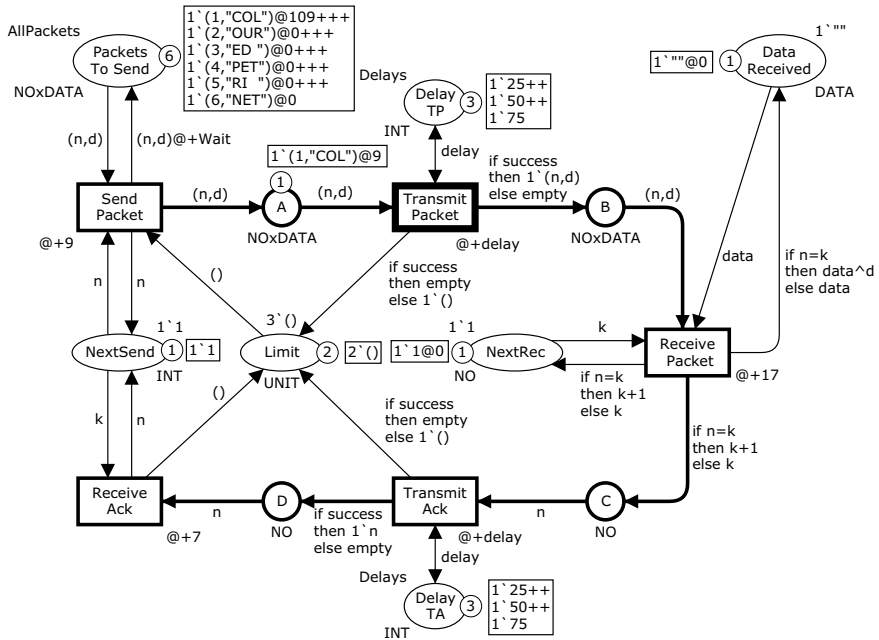 AllPackets
Packets
To Send
6
NOxDATA
1`(1,"COL")@109+++
1`(2,"OUR")@0+++
1`(3,"ED ")@0+++
1`(4,"PET")@0+++
1`(5,"RI  ")@0+++
1`(6,"NET")@0
Delays
Delay
TP
3
INT
1`25++
1`50++
1`75
1`""
1`""@0
1
Data
Received
DATA
(n,d)
(n,d)@+Wait
1`(1,"COL")@9
delay
Send
Packet
@+9
(n,d)
1
A
NOxDATA
(n,d)
Transmit
Packet
@+delay
if success
then 1`(n,d)
else empty
B
NOxDATA
(n,d)
data
if n=k
then data^d
else data
n
n
()
if success
then empty
else 1`()
1`1
NextSend
1
1`1
INT
3`()
Limit
2
2`()
UNIT
1`1
1`1@0
1
NextRec
NO
k
if n=k
then k+1
else k
Receive
Packet
@+17
k
n
()
if success
then empty
else 1`()
if n=k
then k+1
else k
Receive
Ack
@+7
n
D
NO
if success
then 1`n
else empty
Transmit
Ack
@+delay
n
C
NO
delay
Delays
Delay
TA
3
INT
1`25++
1`50++
1`75